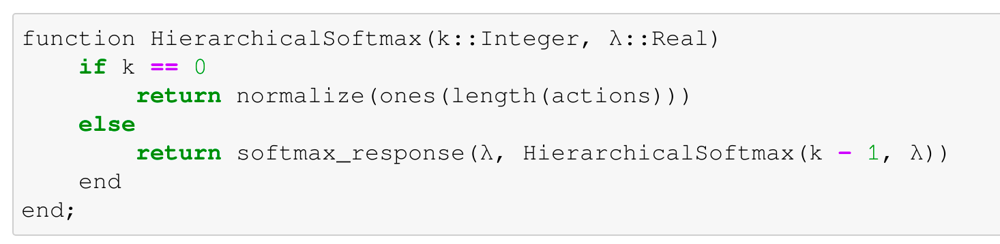 function HierarchicalSoftmax(k::Integer, λ::Real)
    if k == 0
        return normalize(ones(length(actions)))
    else
        return softmax_response(λ, HierarchicalSoftmax(k - 1, λ))
    end
end;